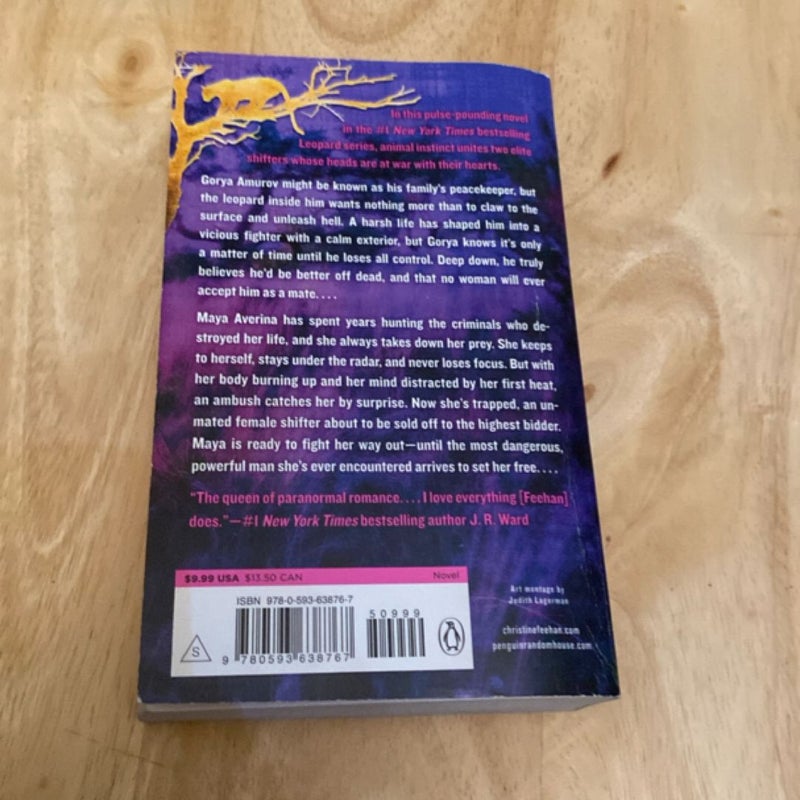 In this pulse-pounding novel
in the #1 New York Times bestselling
Leopard series, animal instinct unites two elite
shifters whose heads are at war with their hearts.
Gorya Amurov might be known as his family's peacekeeper, but
the leopard inside him wants nothing more than to claw to the
surface and unleash hell. A harsh life has shaped him into a
vicious fighter with a calm exterior, but Gorya knows it's only
a matter of time until he loses all control. Deep down, he truly
believes he'd be better off dead, and that no woman will ever
accept him as a mate....
Maya Averina has spent years hunting the criminals who de-
stroyed her life, and she always takes down her prey. She keeps
to herself, stays under the radar, and never loses focus. But with
her body burning up and her mind distracted by her first heat,
an ambush catches her by surprise. Now she's trapped, an un-
mated female shifter about to be sold off to the highest bidder.
Maya is ready to fight her way out—until the most dangerous,
powerful man she's ever encountered arrives to set her free....
"The queen of paranormal romance.... I love everything [Feehan]
does."—#1 New York Times bestselling author J. R. Ward
$9.99 USA $13.50 CAN Novel
ISBN 978-0-593-63876-7
50999
S
9 780593 638767
Art montage by
Judith Lagerman
christinefeehan.com
penguinrandomhouse.com